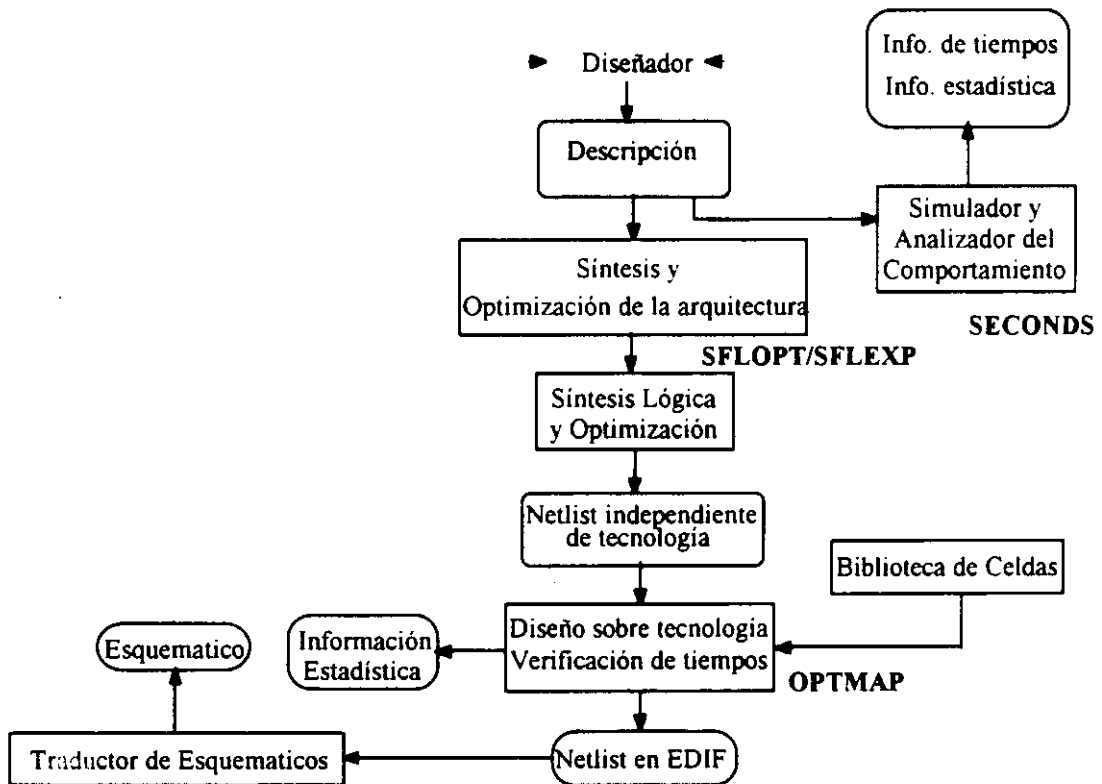 Diseñador
Info. de tiempos
Info. estadística
Descripción
Simulador y
Analizador del
Comportamiento
SECONDS
Síntesis y
Optimización de la arquitectura
SFLOPT/SFLEXP
Síntesis Lógica
y Optimización
Netlist independiente
de tecnología
Biblioteca de Celdas
Diseño sobre tecnologia
Verificación de tiempos
OPTMAP
Información
Estadística
Esquematico
Traductor de Esquematicos
Netlist en EDIF